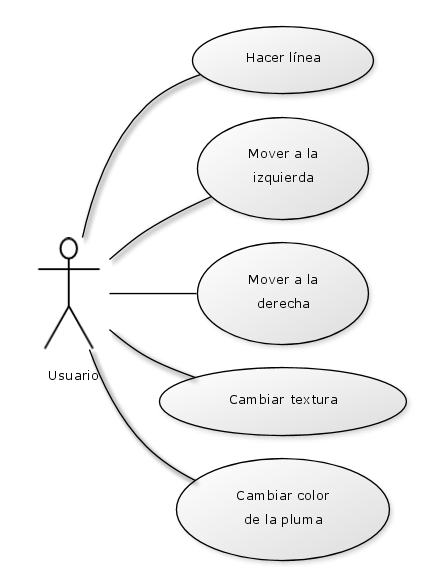 Hacer línea
Mover a la
izquierda
Mover a la
derecha
Usuario
Cambiar textura
Cambiar color
de la pluma